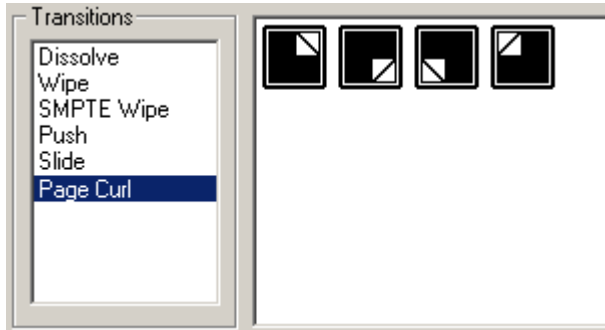 Transitions
Dissolve
Wipe
SMPTE Wipe
Push
Slide
Page Curl